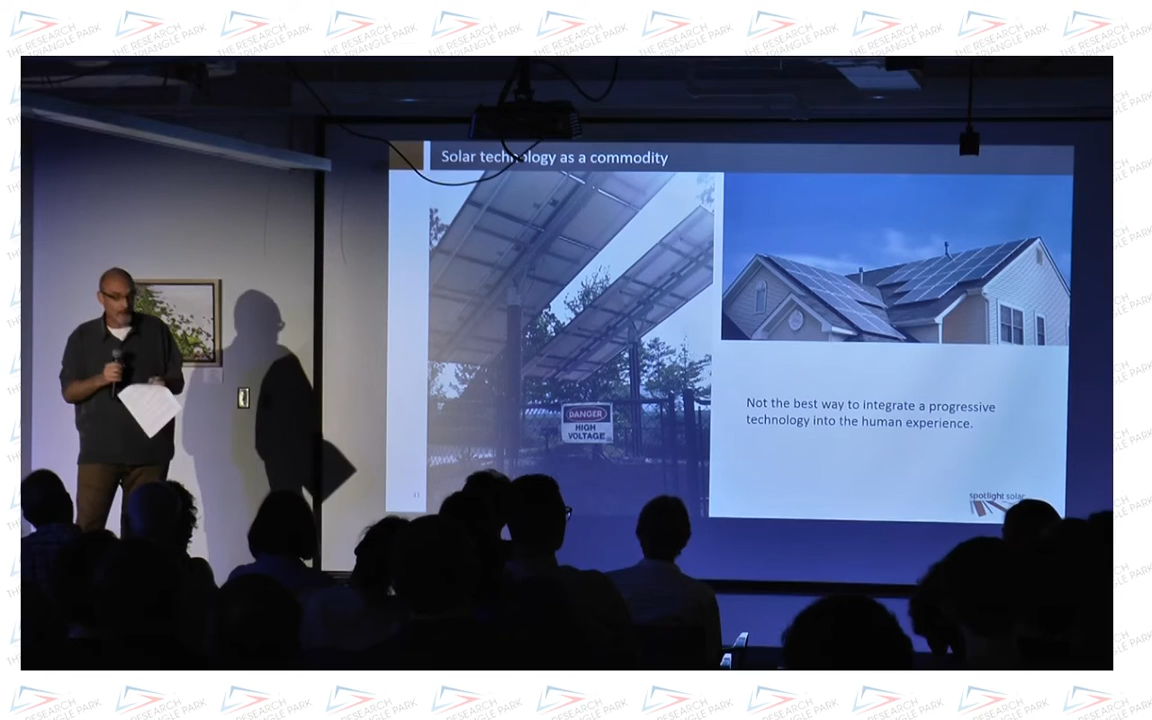 THE RESEARCH
TRIANGLE PARK
Solar technology as a commodity
DANGER
HIGH
VOLTAGE
Not the best way to integrate a progressive
technology into the human experience.
spotlight solar